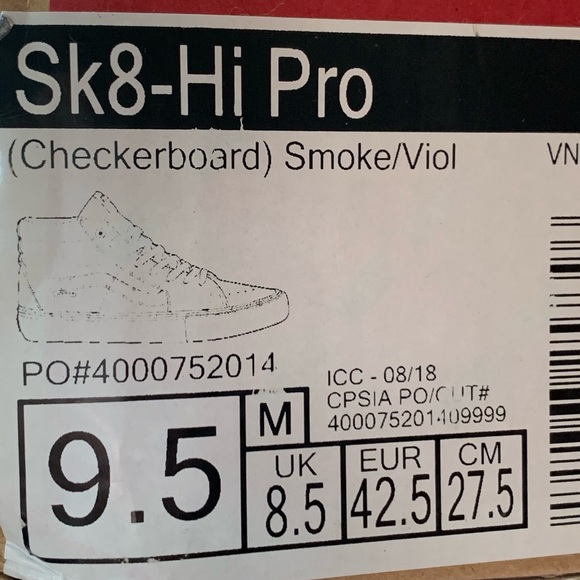 Sk8-Hi Pro
(Checkerboard) Smoke/Viol VN
PO#4000752014
ICC - 08/18
CPSIA PO/CUT#
400075201409999
9.5 M
UK EUR CM
8.5 42.5 27.5